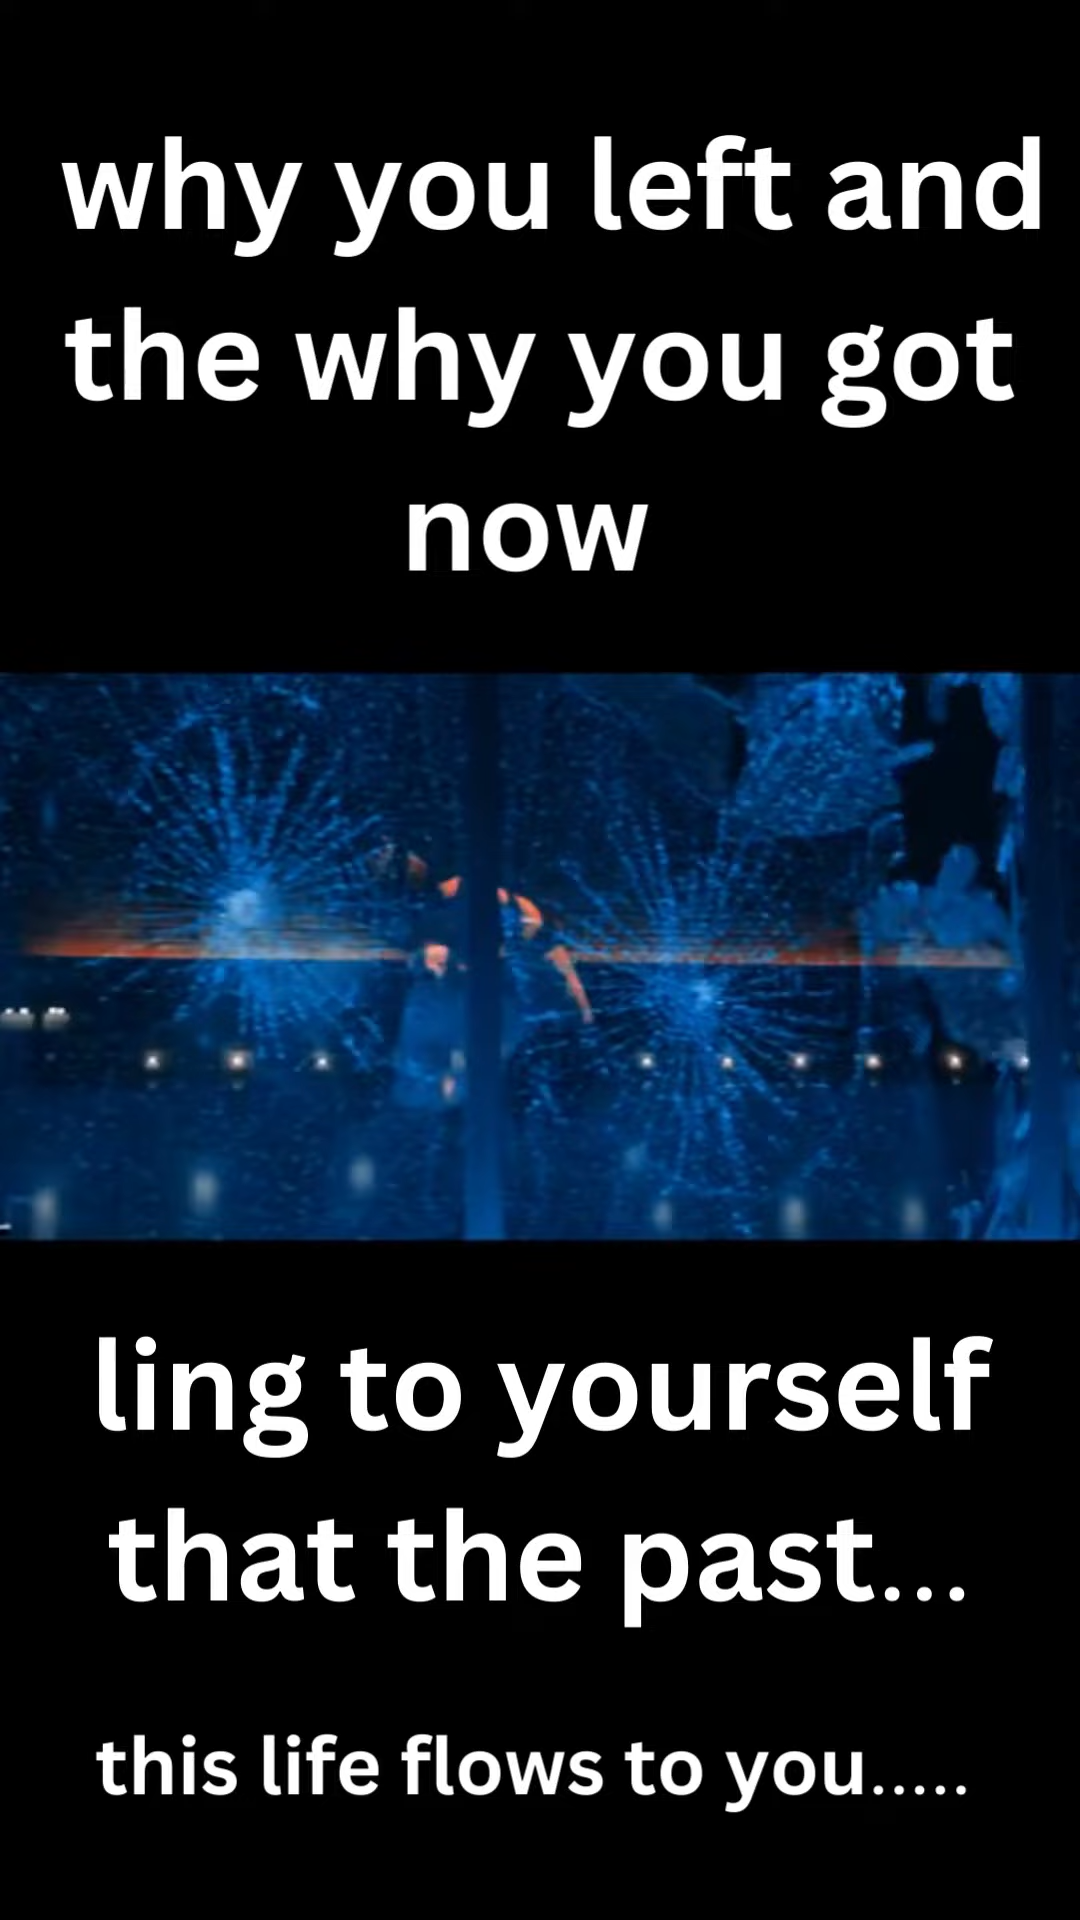 why you left and
the why you got
now
ling to yourself
that the past...
this life flows to you.....